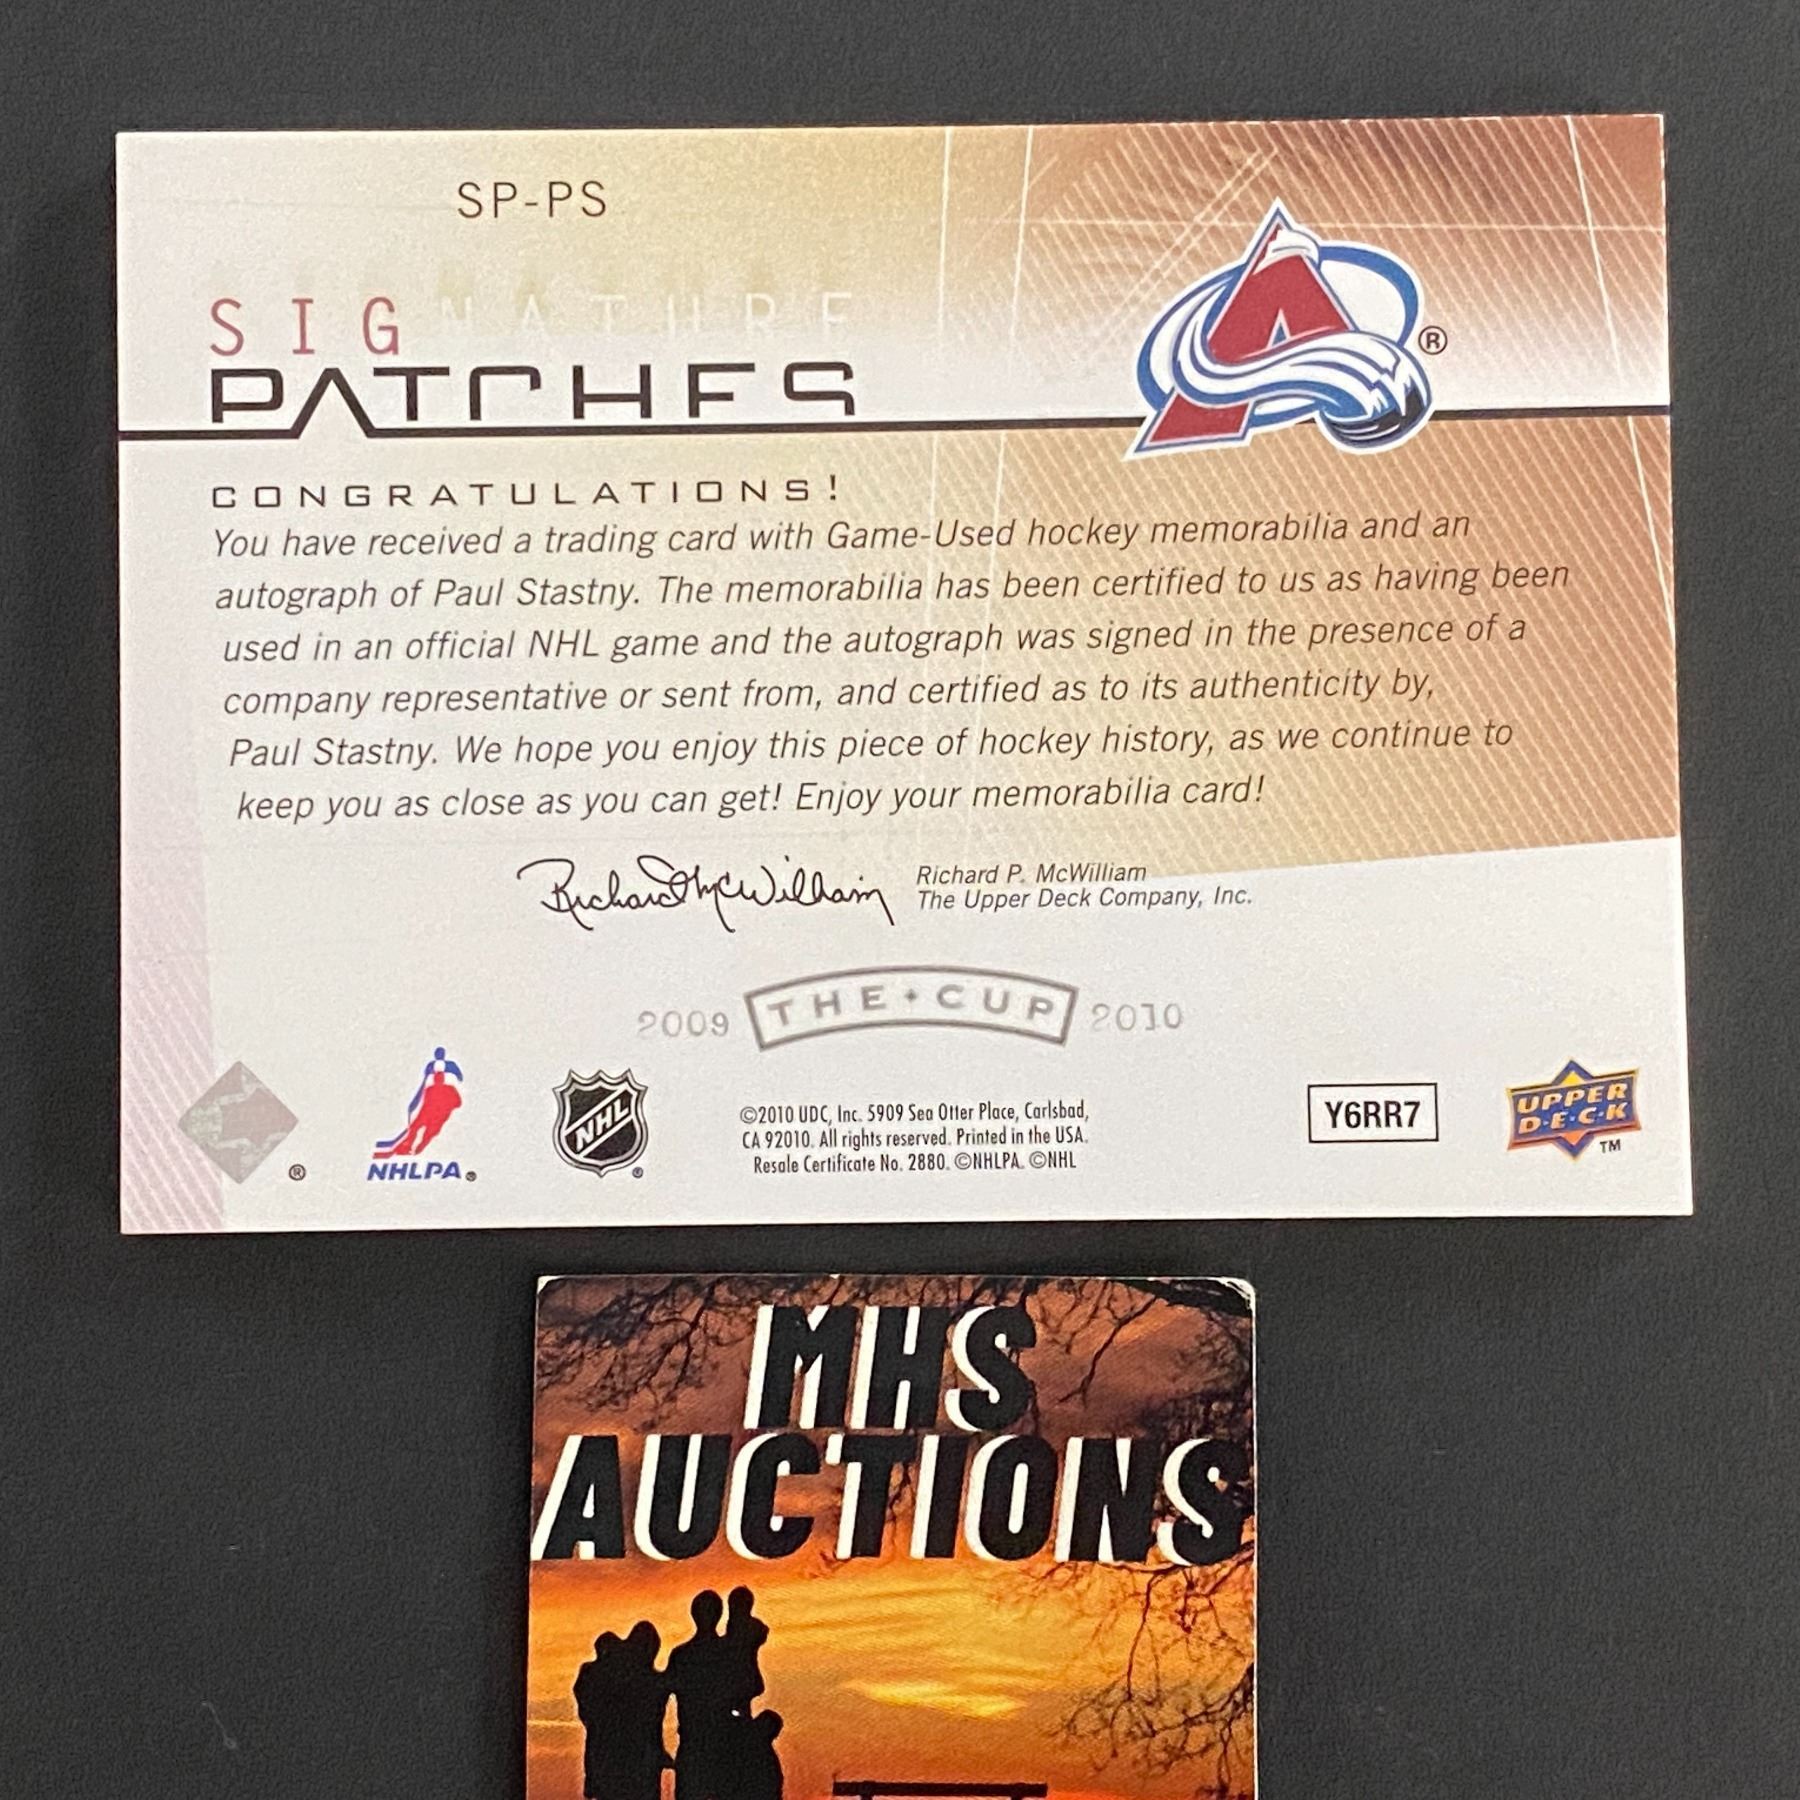 SP-PS
SIGNATURE
PATCHES
®
CONGRATULATIONS!
You have received a trading card with Game-Used hockey memorabilia and an
autograph of Paul Stastny. The memorabilia has been certified to us as having been
used in an official NHL game and the autograph was signed in the presence of a
company representative or sent from, and certified as to its authenticity by,
Paul Stastny. We hope you enjoy this piece of hockey history, as we continue to
keep you as close as you can get! Enjoy your memorabilia card!
Richard McWilliam
Richard P. McWilliam
The Upper Deck Company, Inc.
2009 THE CUP 2010
®
NHLPA®
NHL®
©2010 UDC, Inc. 5909 Sea Otter Place, Carlsbad,
CA 92010. All rights reserved. Printed in the USA.
Resale Certificate No. 2880. ©NHLPA. ©NHL
Y6RR7
UPPER
D·E·C·K
TM
MHS
AUCTIONS